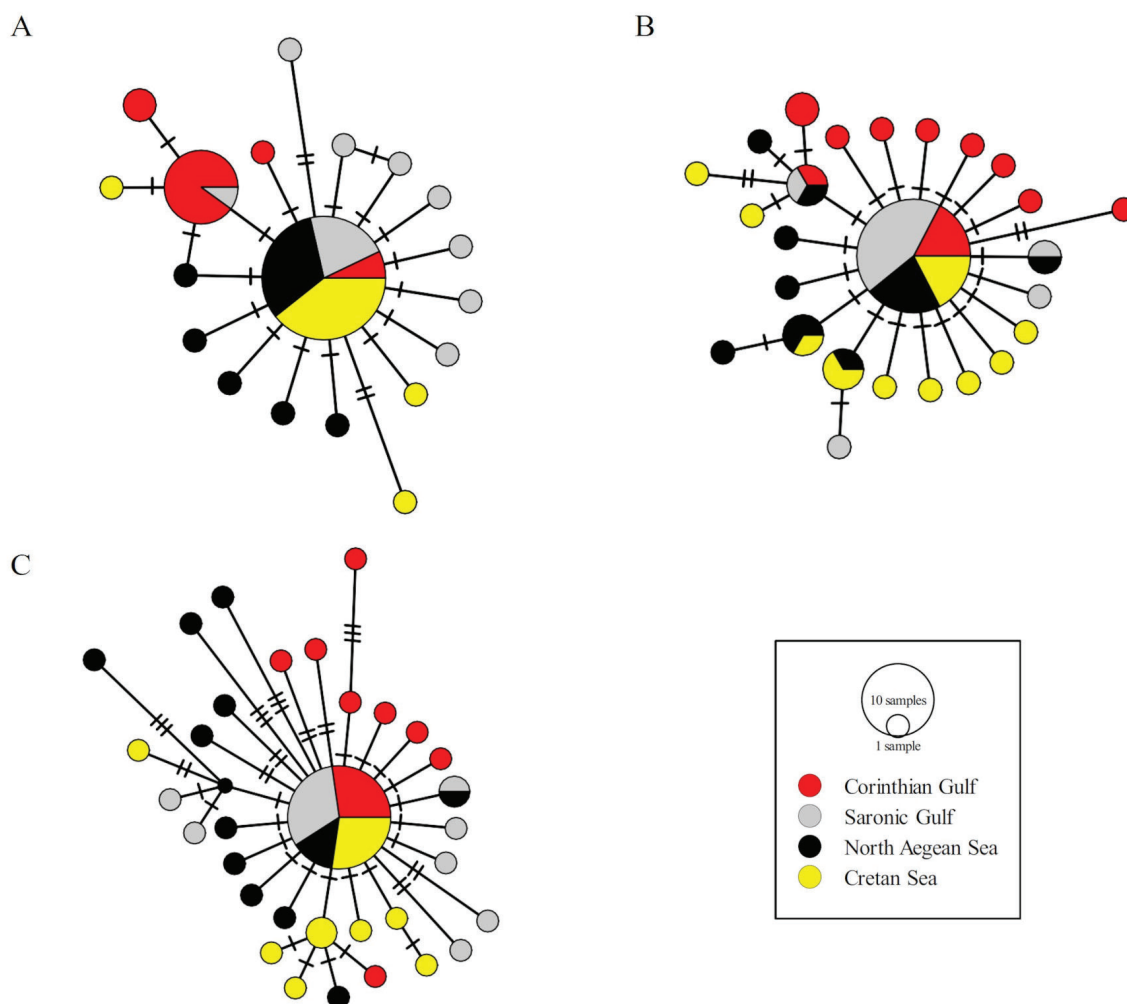 A
B
C
10 samples
1 sample
Corinthian Gulf
Saronic Gulf
North Aegean Sea
Cretan Sea